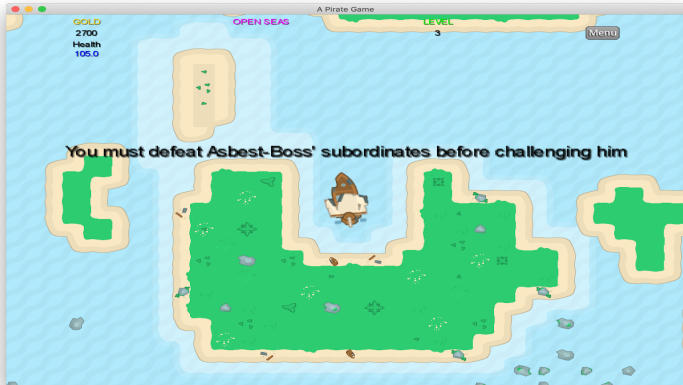 A Pirate Game
GOLD
2700
Health
105.0
OPEN SEAS
LEVEL
3
Menu
You must defeat Asbest-Boss' subordinates before challenging him